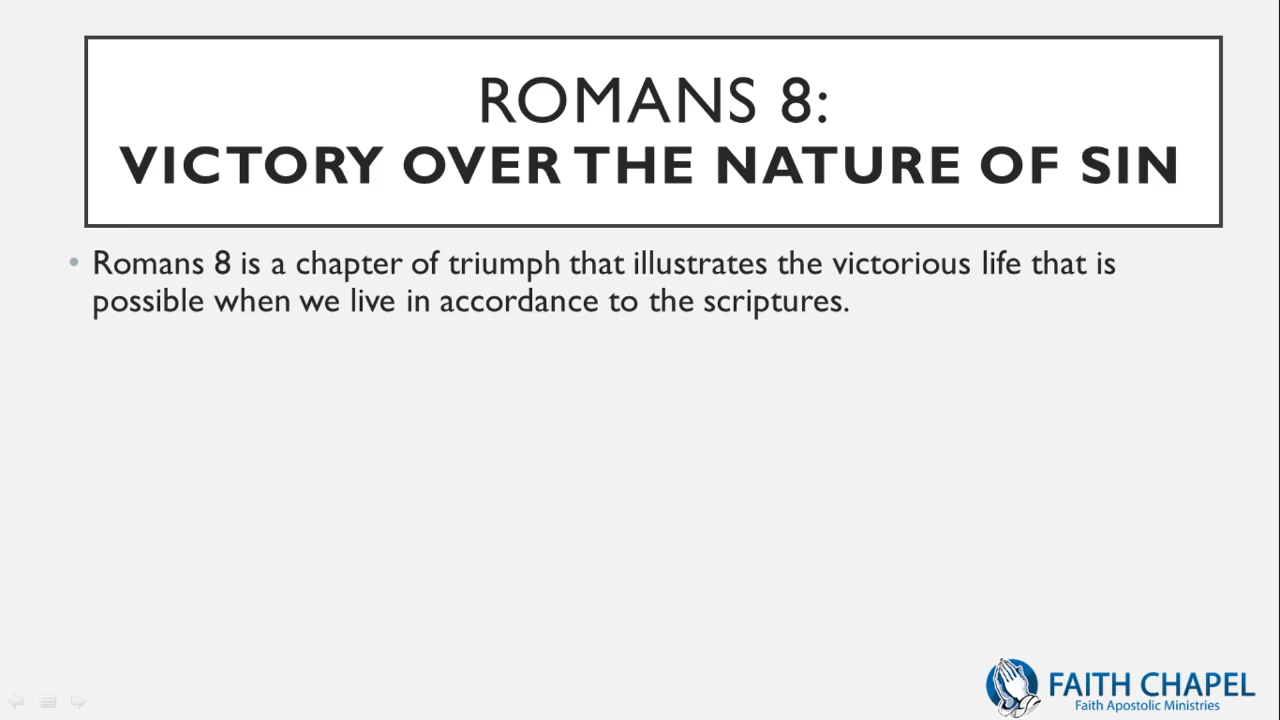 ROMANS 8:
VICTORY OVER THE NATURE OF SIN
• Romans 8 is a chapter of triumph that illustrates the victorious life that is
possible when we live in accordance to the scriptures.
FAITH CHAPEL
Faith Apostolic Ministries